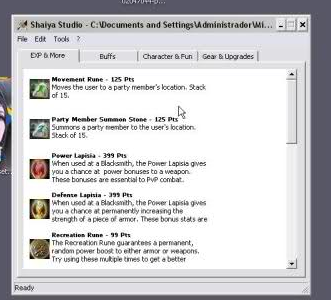 Shaiya Studio - C:\Documents and Settings\Administrador\Mi...
File Edit Tools ?
EXP & More
Buffs
Character & Fun
Gear & Upgrades
Movement Rune - 125 Pts
Moves the user to a party member's location. Stack
of 15.
Party Member Summon Stone - 125 Pts
Summons a party member to the user's location.
Stack of 15.
Power Lapisia - 399 Pts
When used at a Blacksmith, the Power Lapisia gives
you a chance at power bonuses to a weapon.
These bonuses are essential to PvP combat.
Defense Lapisia - 399 Pts
When used at a Blacksmith, the Defense Lapisia gives
you a chance at permanently increasing the
strength of a piece of armor. These bonus stats are
Recreation Rune - 99 Pts
The Recreation Rune guarantees a permanent,
random power boost to either armor or weapons.
Try using these multiple times to get a better
Ready